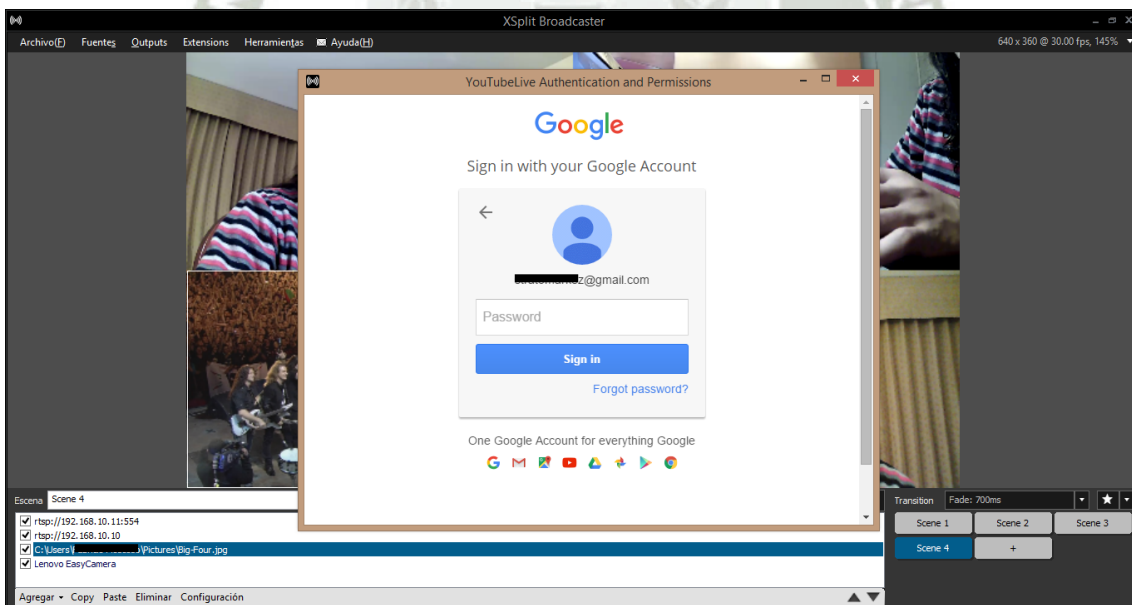 XSplit Broadcaster
Archivo(F) Fuentes Outputs Extensions Herramientas Ayuda(H) 640 x 360 @ 30.00 fps, 145%
YouTubeLive Authentication and Permissions
Google
Sign in with your Google Account
z@gmail.com
Password
Sign in
Forgot password?
One Google Account for everything Google
Escena Scene 4
rtsp://192.168.10.11:554
rtsp://192.168.10.10
C:\Users\ \Pictures\Big-Four.jpg
Lenovo EasyCamera
Agregar Copy Paste Eliminar Configuración
Transition Fade: 700ms
Scene 1 Scene 2 Scene 3
Scene 4 +